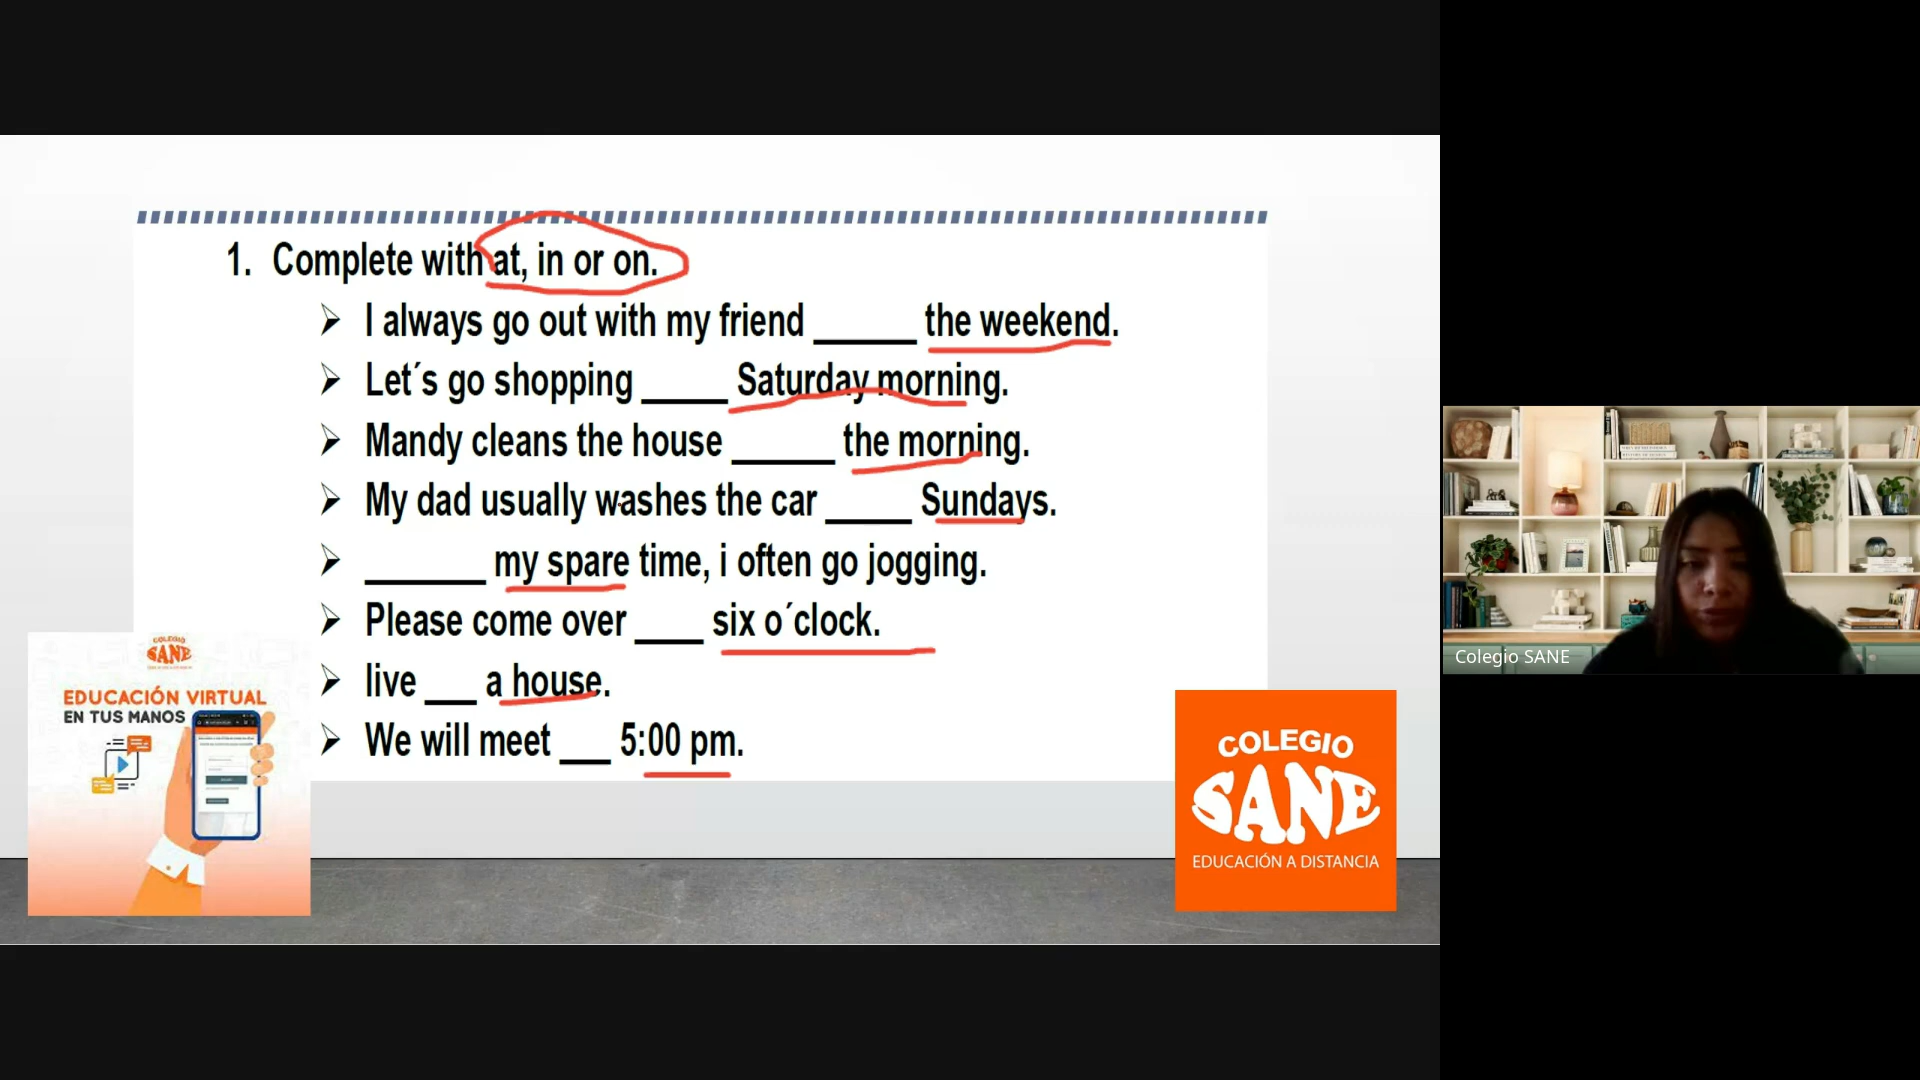 1. Complete with at, in or on.
➢ I always go out with my friend ______ the weekend.
➢ Let´s go shopping _____ Saturday morning.
➢ Mandy cleans the house ______ the morning.
➢ My dad usually washes the car _____ Sundays.
➢ _______ my spare time, i often go jogging.
➢ Please come over ____ six o´clock.
➢ live ___ a house.
➢ We will meet ___ 5:00 pm.
COLEGIO
SANE
EDUCACIÓN VIRTUAL
EN TUS MANOS
COLEGIO
SANE
EDUCACIÓN A DISTANCIA
Colegio SANE